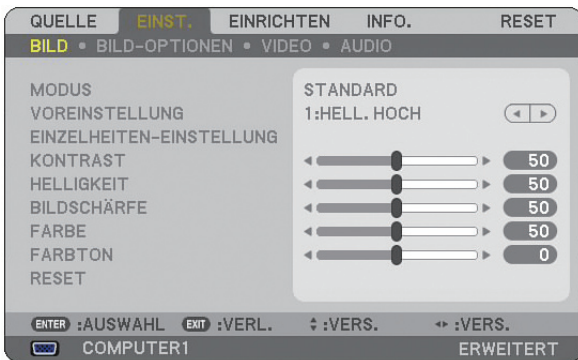 QUELLE EINST. EINRICHTEN INFO. RESET
BILD • BILD-OPTIONEN • VIDEO • AUDIO
MODUS STANDARD
VOREINSTELLUNG 1:HELL. HOCH
EINZELHEITEN-EINSTELLUNG
KONTRAST 50
HELLIGKEIT 50
BILDSCHÄRFE 50
FARBE 50
FARBTON 0
RESET
ENTER :AUSWAHL EXIT :VERL. :VERS. :VERS.
COMPUTER1 ERWEITERT